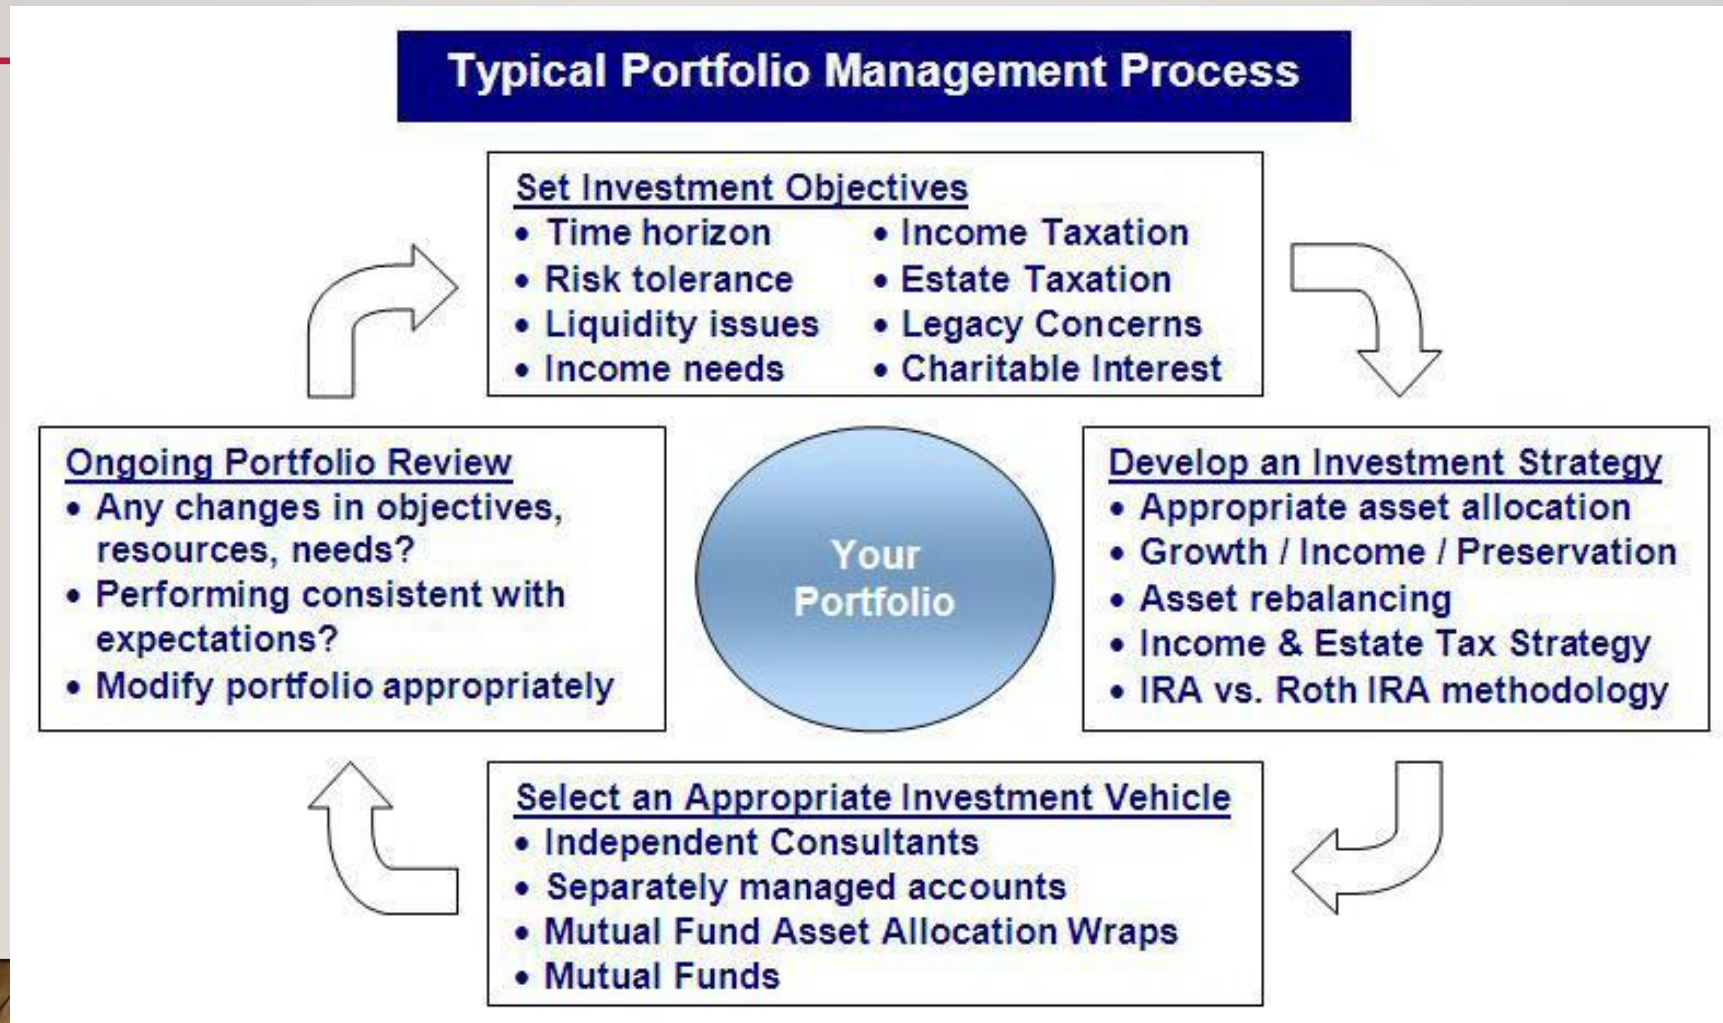 Typical Portfolio Management Process
Set Investment Objectives
• Time horizon
• Risk tolerance
• Liquidity issues
• Income needs
• Income Taxation
• Estate Taxation
• Legacy Concerns
• Charitable Interest
Develop an Investment Strategy
• Appropriate asset allocation
• Growth / Income / Preservation
• Asset rebalancing
• Income & Estate Tax Strategy
• IRA vs. Roth IRA methodology
Select an Appropriate Investment Vehicle
• Independent Consultants
• Separately managed accounts
• Mutual Fund Asset Allocation Wraps
• Mutual Funds
Ongoing Portfolio Review
• Any changes in objectives,
resources, needs?
• Performing consistent with
expectations?
• Modify portfolio appropriately
Your
Portfolio